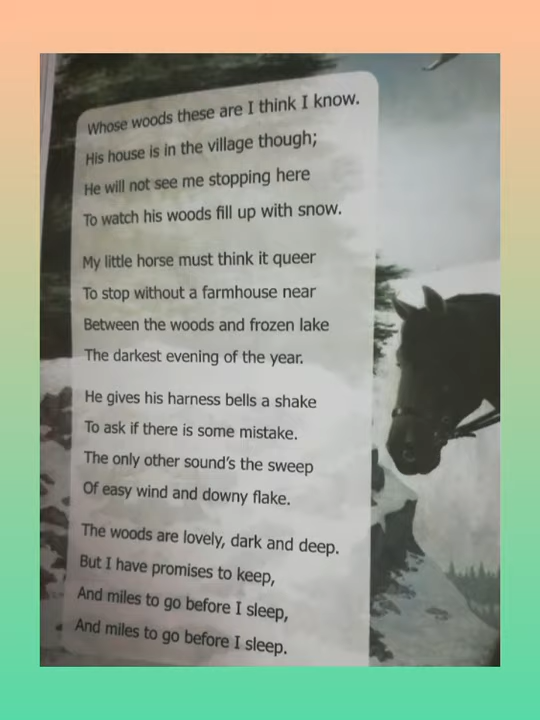 Whose woods these are I think I know.
His house is in the village though;
He will not see me stopping here
To watch his woods fill up with snow.
My little horse must think it queer
To stop without a farmhouse near
Between the woods and frozen lake
The darkest evening of the year.
He gives his harness bells a shake
To ask if there is some mistake.
The only other sound's the sweep
Of easy wind and downy flake.
The woods are lovely, dark and deep.
But I have promises to keep,
And miles to go before I sleep,
And miles to go before I sleep.